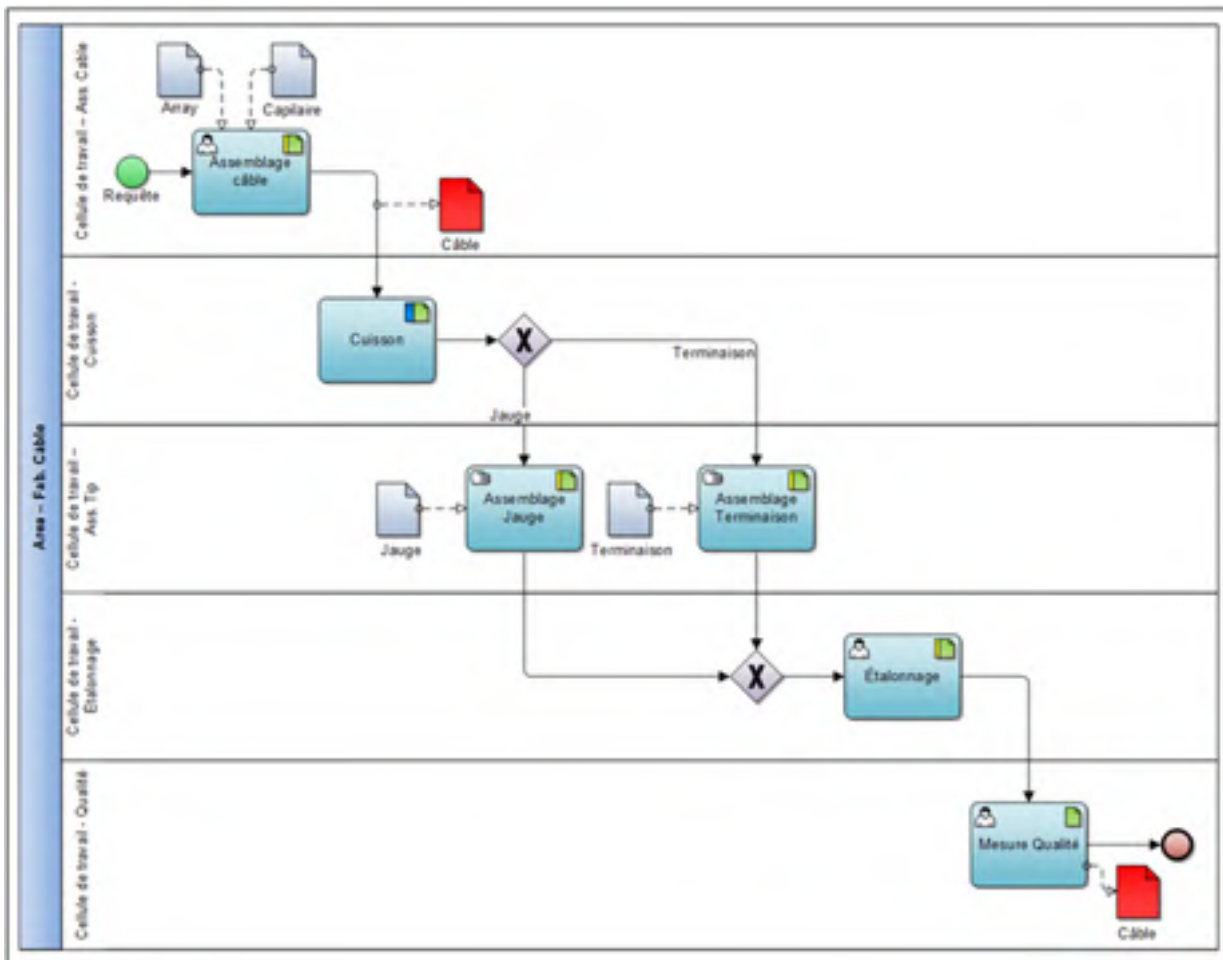 Area – Fab. Câble
Cellule de travail – Ass. Câble
Array
Capilaire
Requête
Assemblage
câble
Câble
Cellule de travail -
Cuisson
Cuisson
Terminaison
Jauge
Cellule de travail –
Ass. Tip
Jauge
Assemblage
Jauge
Terminaison
Assemblage
Terminaison
Cellule de travail -
Étalonnage
Étalonnage
Cellule de travail - Qualité
Mesure Qualité
Câble